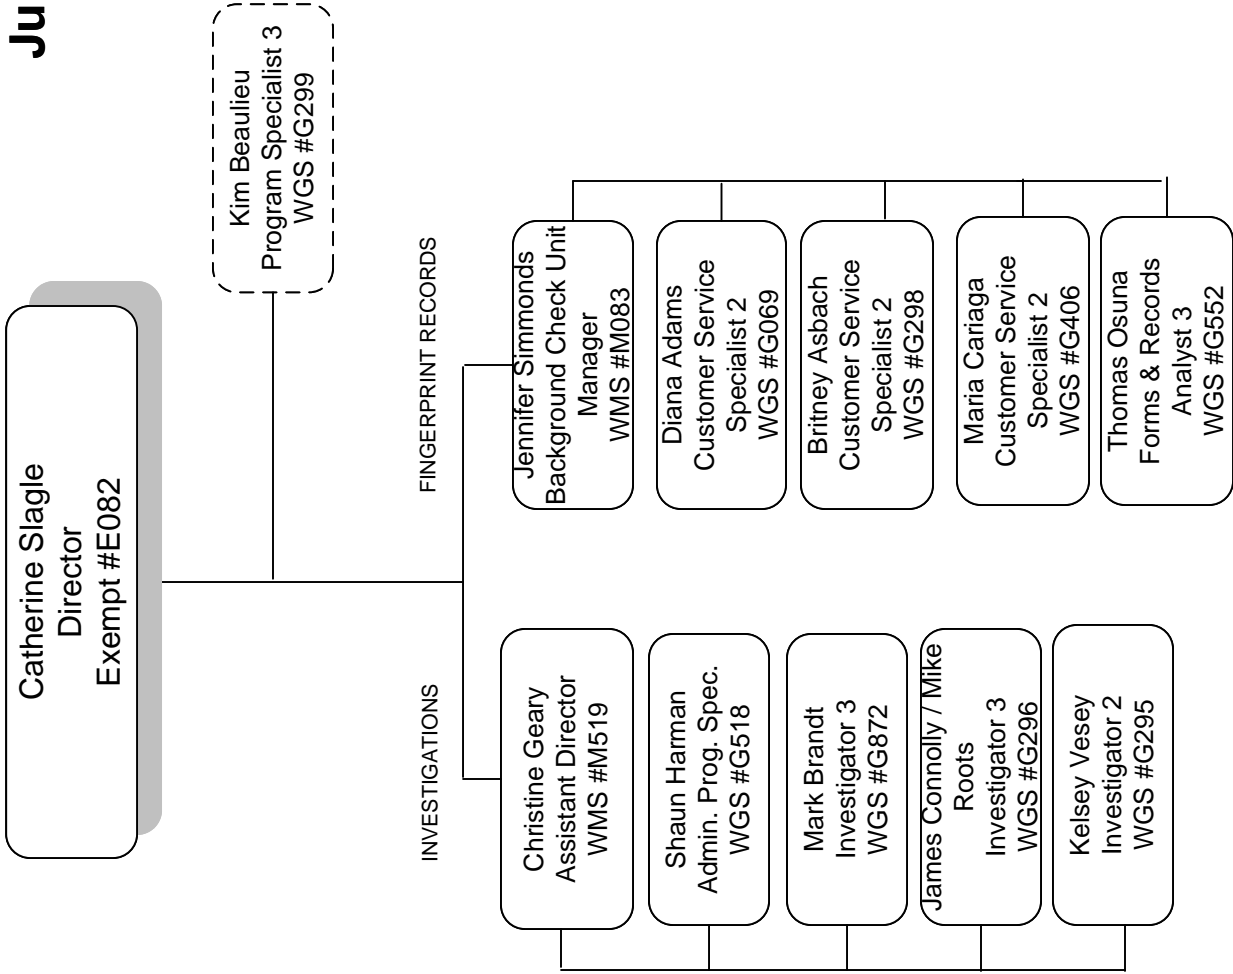 Ju
Catherine Slagle
Director
Exempt #E082
Kim Beaulieu
Program Specialist 3
WGS #G299
INVESTIGATIONS
Christine Geary
Assistant Director
WMS #M519
Shaun Harman
Admin. Prog. Spec.
WGS #G518
Mark Brandt
Investigator 3
WGS #G872
James Connolly / Mike
Roots
Investigator 3
WGS #G296
Kelsey Vesey
Investigator 2
WGS #G295
FINGERPRINT RECORDS
Jennifer Simmonds
Background Check Unit
Manager
WMS #M083
Diana Adams
Customer Service
Specialist 2
WGS #G069
Britney Asbach
Customer Service
Specialist 2
WGS #G298
Maria Cariaga
Customer Service
Specialist 2
WGS #G406
Thomas Osuna
Forms & Records
Analyst 3
WGS #G552